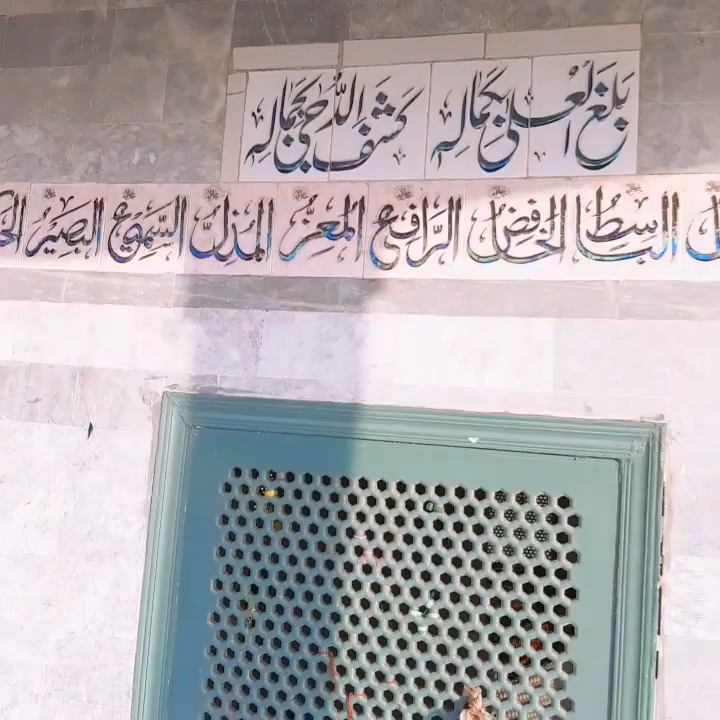 بلغ العلى بكماله كشف الدجى بجماله
الباسط الخافض الرافع المعز المذل السميع البصير